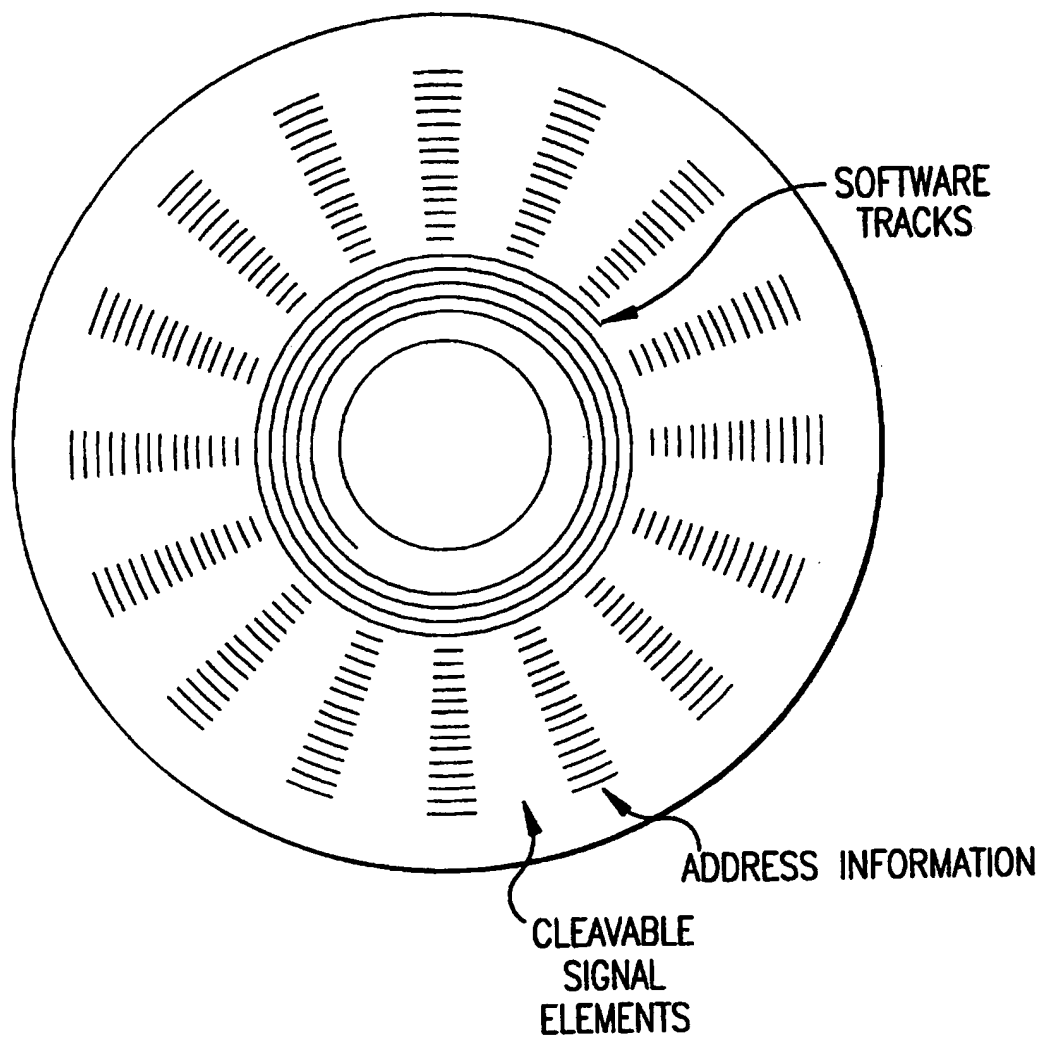 SOFTWARE
TRACKS
ADDRESS INFORMATION
CLEAVABLE
SIGNAL
ELEMENTS